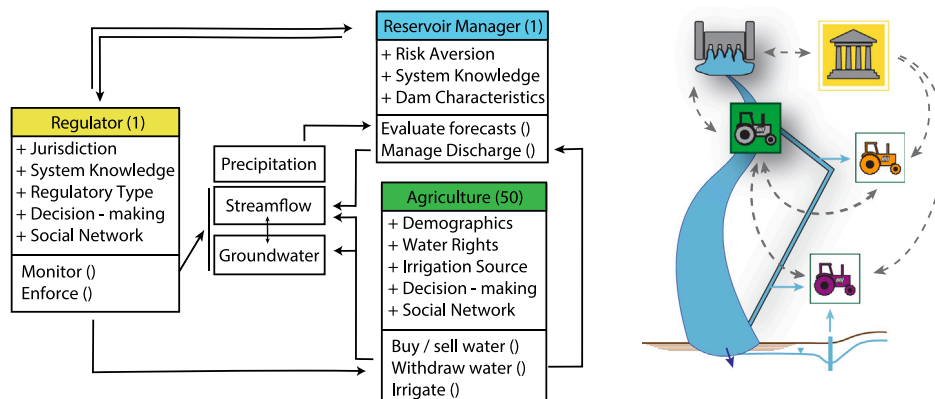 Reservoir Manager (1)
+ Risk Aversion
+ System Knowledge
+ Dam Characteristics
Evaluate forecasts ()
Manage Discharge ()
Regulator (1)
+ Jurisdiction
+ System Knowledge
+ Regulatory Type
+ Decision - making
+ Social Network
Monitor ()
Enforce ()
Precipitation
Streamflow
Groundwater
Agriculture (50)
+ Demographics
+ Water Rights
+ Irrigation Source
+ Decision - making
+ Social Network
Buy / sell water ()
Withdraw water ()
Irrigate ()